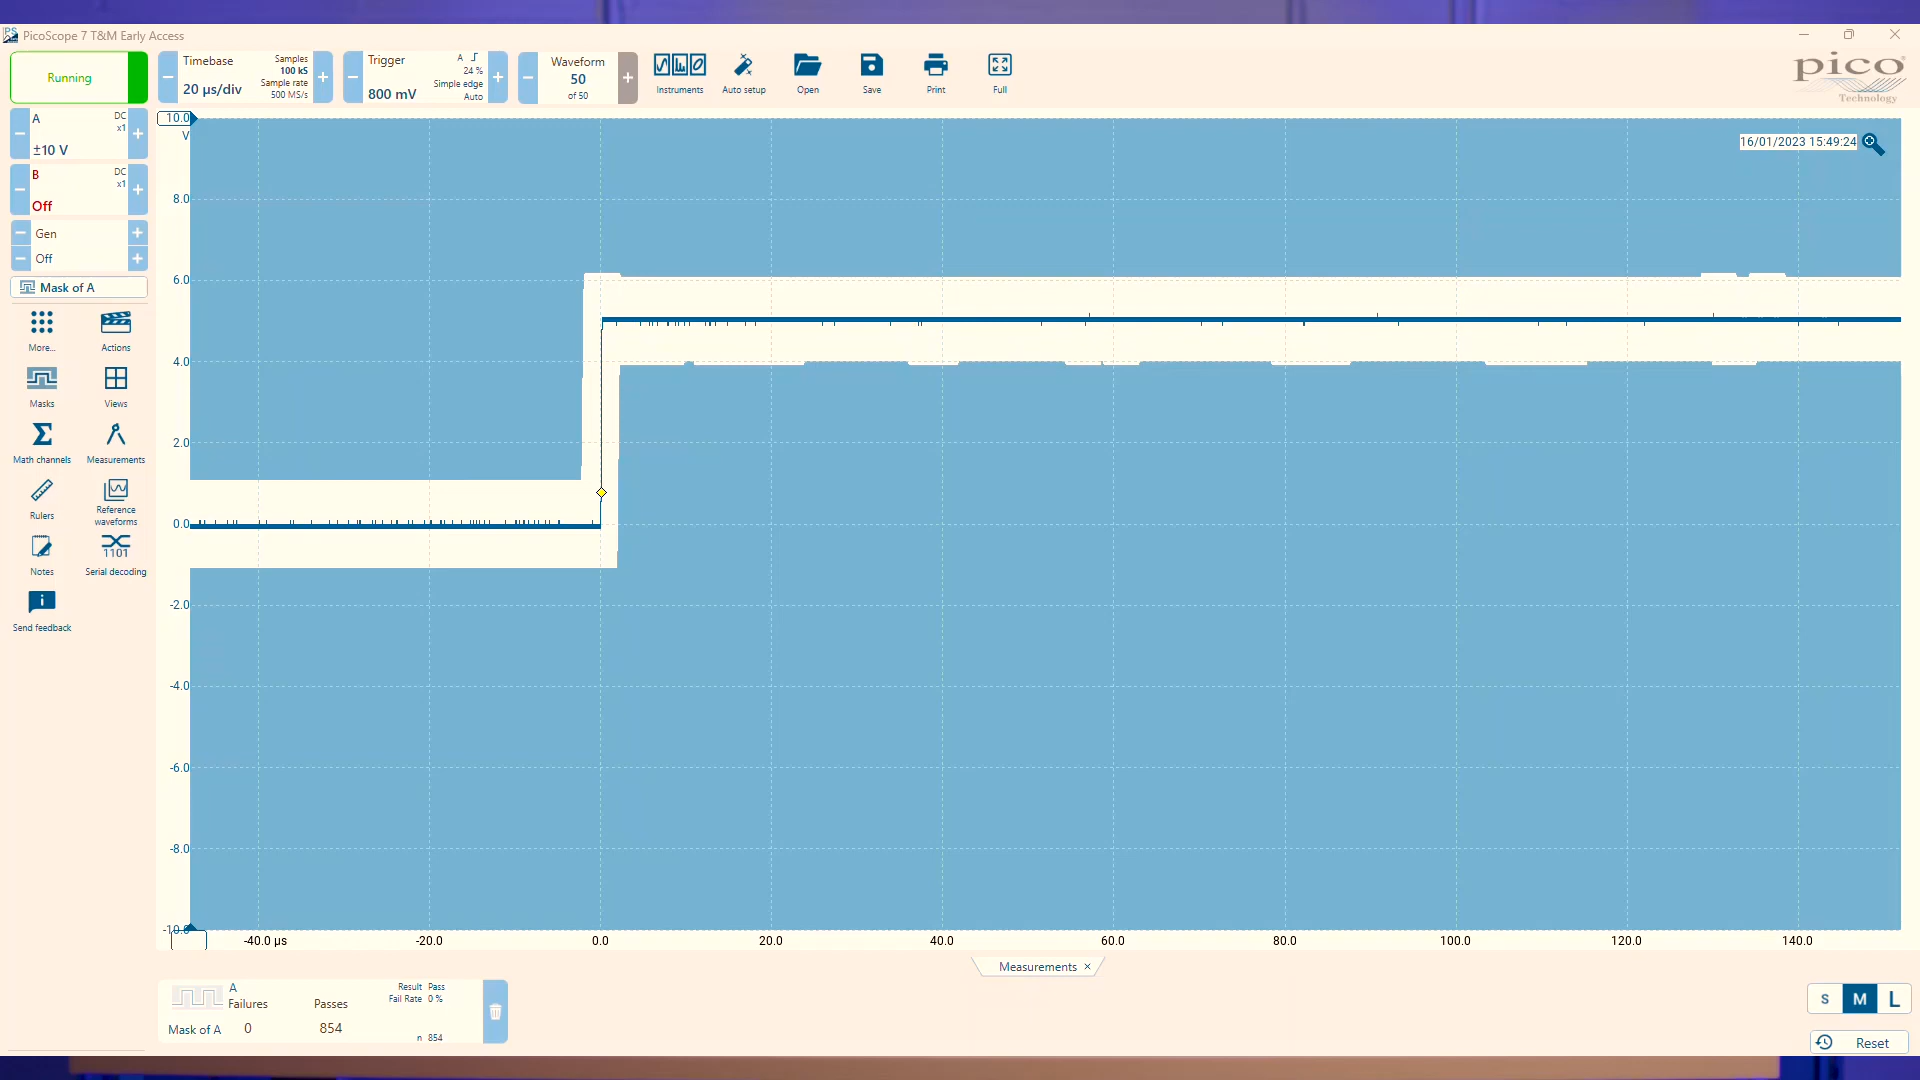 PicoScope 7 T&M Early Access
Running
Timebase
20 µs/div
Samples
100 kS
Sample rate
500 MS/s
Trigger
800 mV
A
24 %
Simple edge
Auto
Waveform
50
of 50
Instruments
Auto setup
Open
Save
Print
Full
pico
Technology
A
DC
x1
±10 V
B
DC
x1
Off
Gen
Off
Mask of A
More...
Actions
Masks
Views
Math channels
Measurements
Rulers
Reference
waveforms
Notes
1101
Serial decoding
Send feedback
10.0
V
8.0
6.0
4.0
2.0
0.0
-2.0
-4.0
-6.0
-8.0
-10.0
16/01/2023 15:49:24
-40.0 µs
-20.0
0.0
20.0
40.0
60.0
80.0
100.0
120.0
140.0
Measurements ×
A
Failures
Passes
Result Pass
Fail Rate 0 %
Mask of A
0
854
n 854
S
M
L
Reset